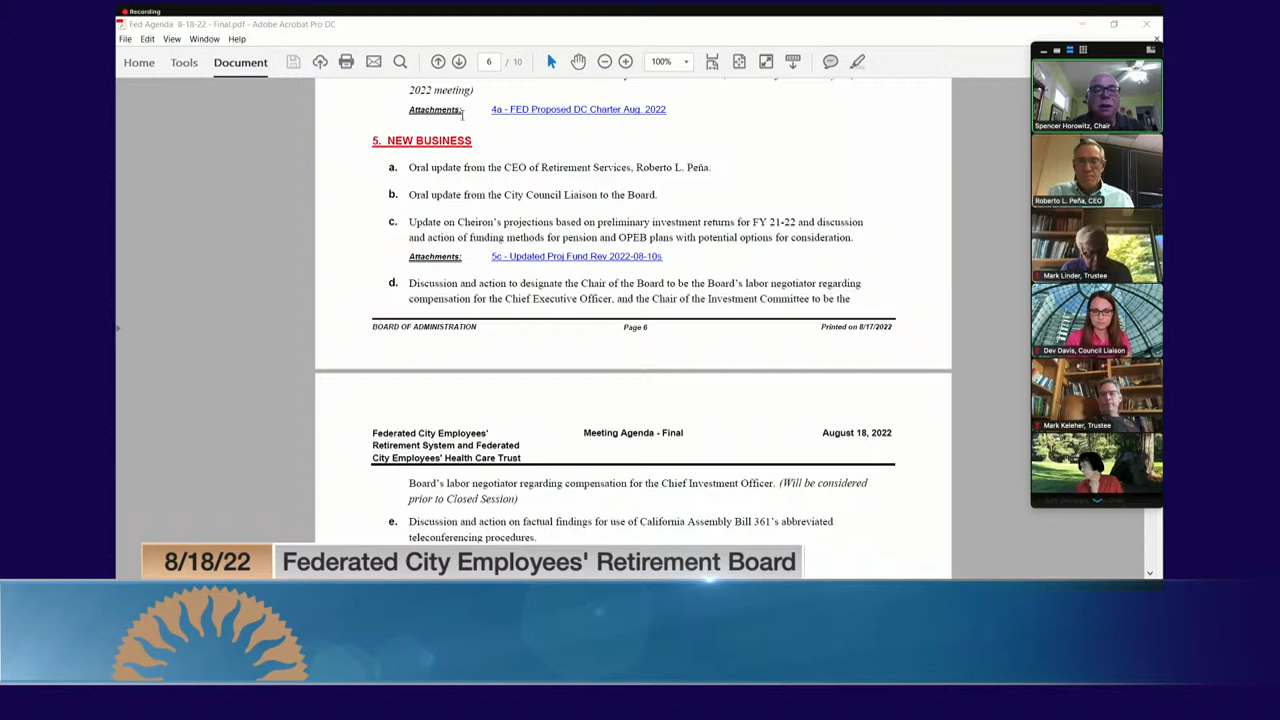 Recording
Fed Agenda 8-18-22 - Final.pdf - Adobe Acrobat Pro DC
File Edit View Window Help
Home Tools Document 6 / 10 100%
2022 meeting)
Attachments: 4a - FED Proposed DC Charter Aug. 2022
5. NEW BUSINESS
a. Oral update from the CEO of Retirement Services, Roberto L. Peña.
b. Oral update from the City Council Liaison to the Board.
c. Update on Cheiron's projections based on preliminary investment returns for FY 21-22 and discussion
and action of funding methods for pension and OPEB plans with potential options for consideration.
Attachments: 5c - Updated Proj Fund Rev 2022-08-10s
d. Discussion and action to designate the Chair of the Board to be the Board's labor negotiator regarding
compensation for the Chief Executive Officer, and the Chair of the Investment Committee to be the
BOARD OF ADMINISTRATION Page 6 Printed on 8/17/2022
Federated City Employees' Meeting Agenda - Final August 18, 2022
Retirement System and Federated
City Employees' Health Care Trust
Board's labor negotiator regarding compensation for the Chief Investment Officer. (Will be considered
prior to Closed Session)
e. Discussion and action on factual findings for use of California Assembly Bill 361's abbreviated
teleconferencing procedures.
Spencer Horowitz, Chair
Roberto L. Peña, CEO
Mark Linder, Trustee
Dev Davis, Council Liaison
Mark Keleher, Trustee
8/18/22 Federated City Employees' Retirement Board